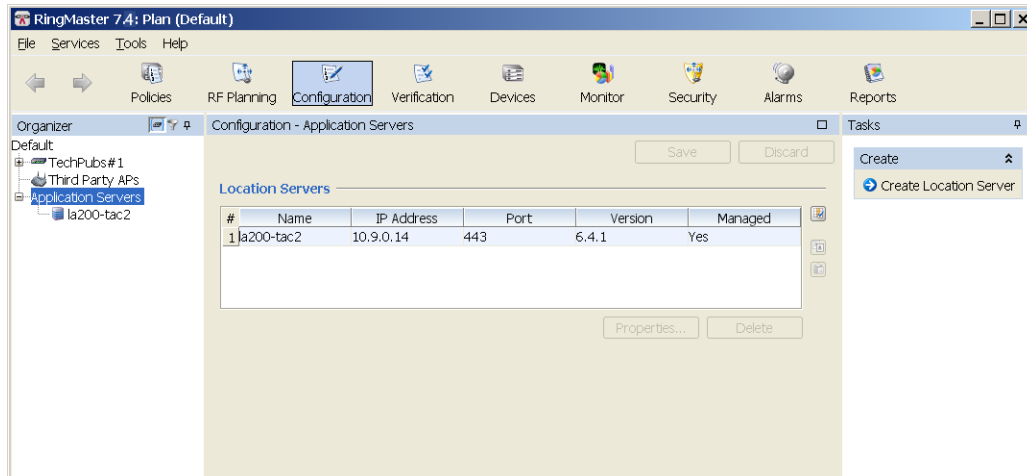 RingMaster 7.4: Plan (Default)
File Services Tools Help
Policies RF Planning Configuration Verification Devices Monitor Security Alarms Reports
Organizer
Default
TechPubs#1
Third Party APs
Application Servers
la200-tac2
Configuration - Application Servers
Save Discard
Location Servers
# Name IP Address Port Version Managed
1 la200-tac2 10.9.0.14 443 6.4.1 Yes
Properties... Delete
Tasks
Create
Create Location Server